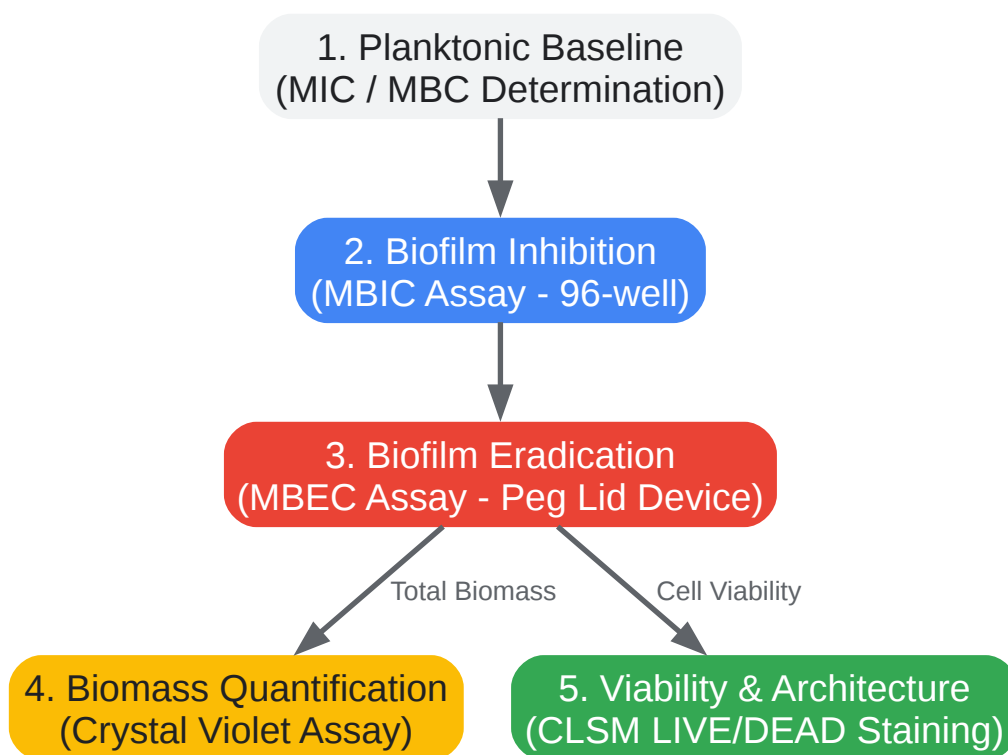 1. Planktonic Baseline
(MIC / MBC Determination)
2. Biofilm Inhibition
(MBIC Assay - 96-well)
3. Biofilm Eradication
(MBEC Assay - Peg Lid Device)
Total Biomass
Cell Viability
4. Biomass Quantification
(Crystal Violet Assay)
5. Viability & Architecture
(CLSM LIVE/DEAD Staining)